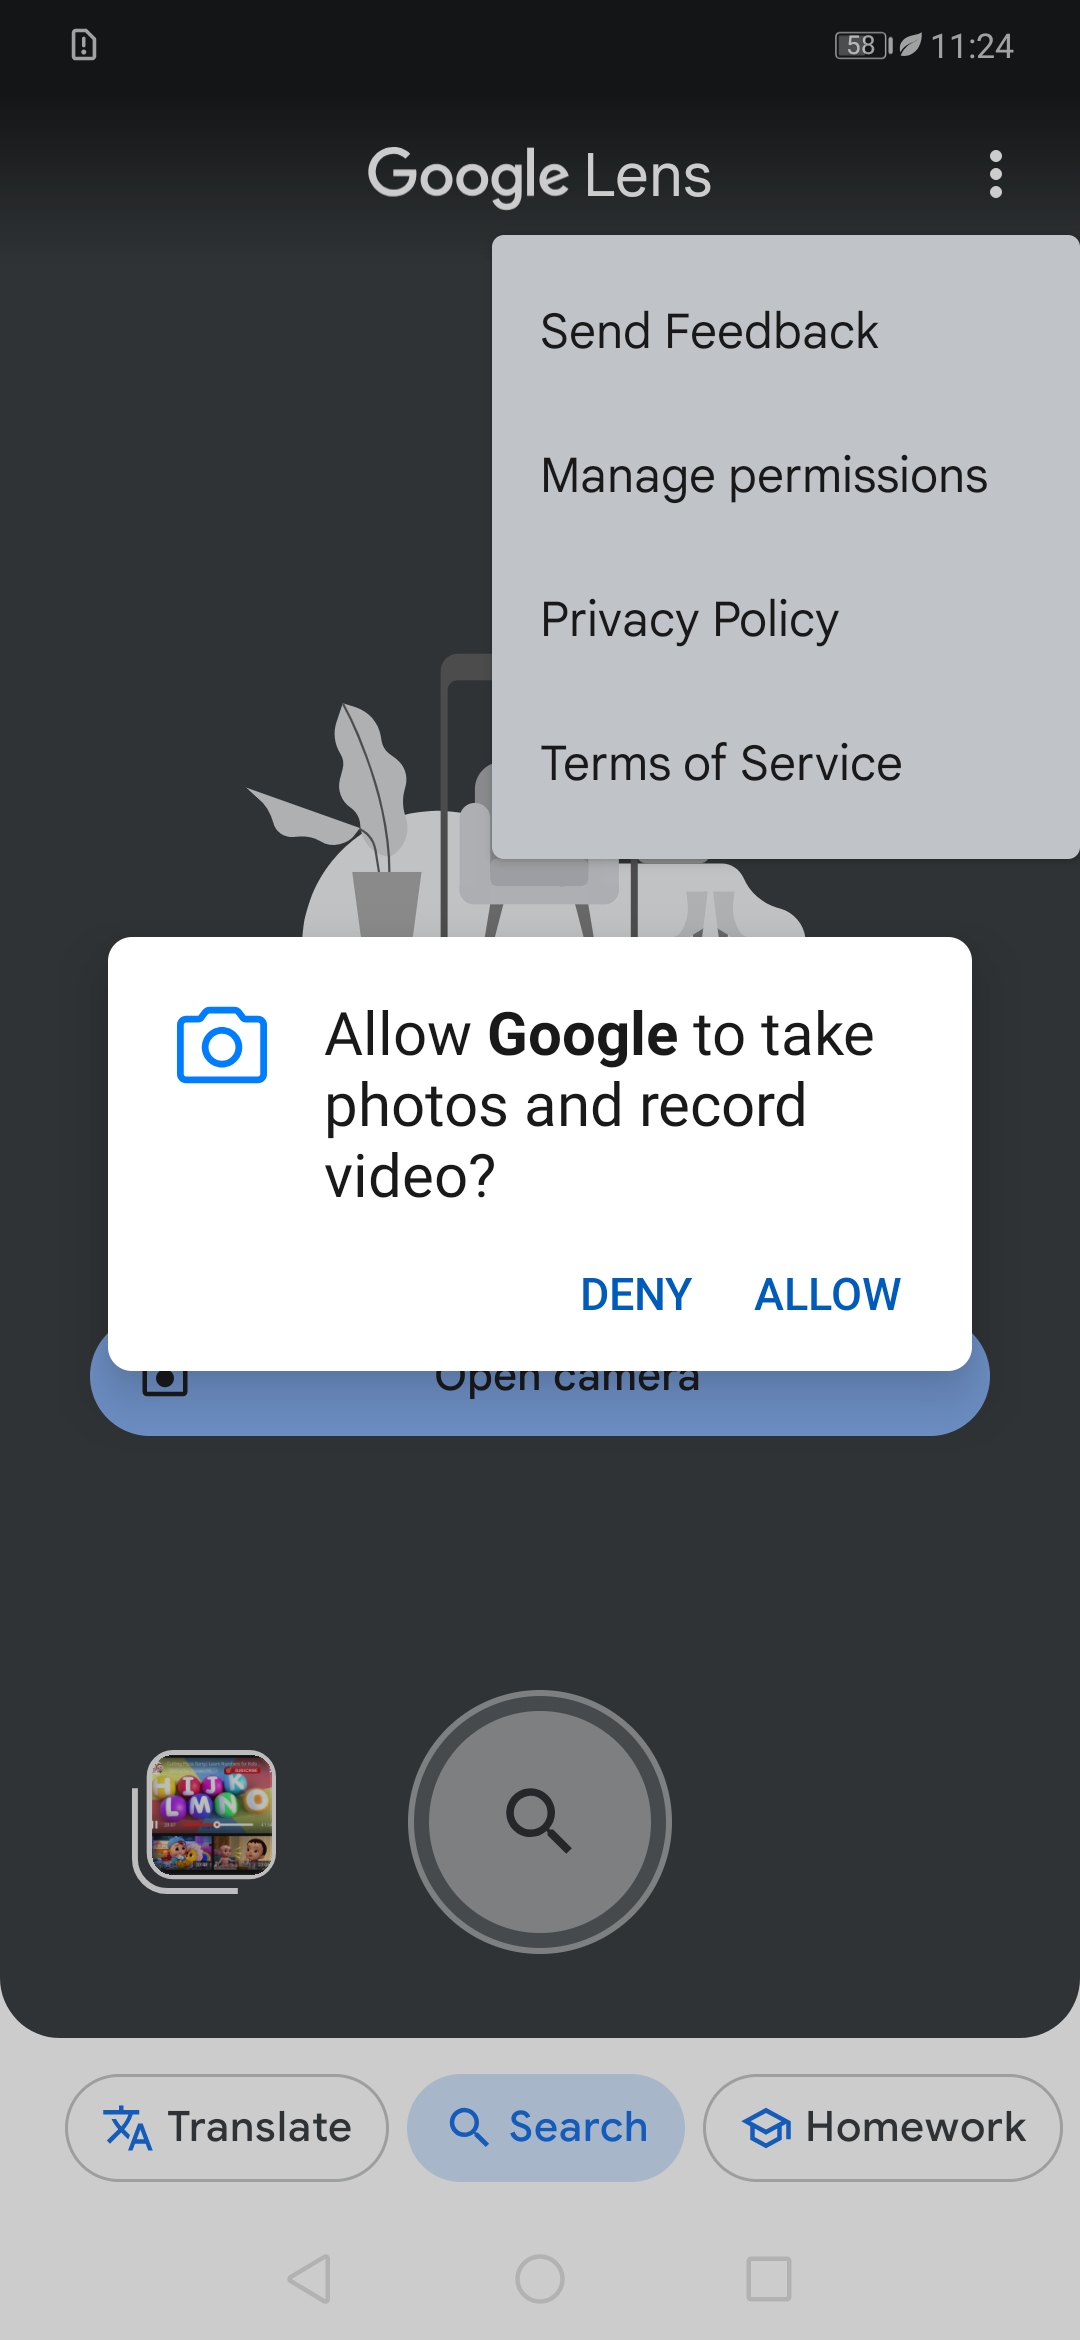 58 11:24
Google Lens
Send Feedback
Manage permissions
Privacy Policy
Terms of Service
Allow Google to take
photos and record
video?
DENY ALLOW
Open camera
H I J K
L M N O
Translate Search Homework